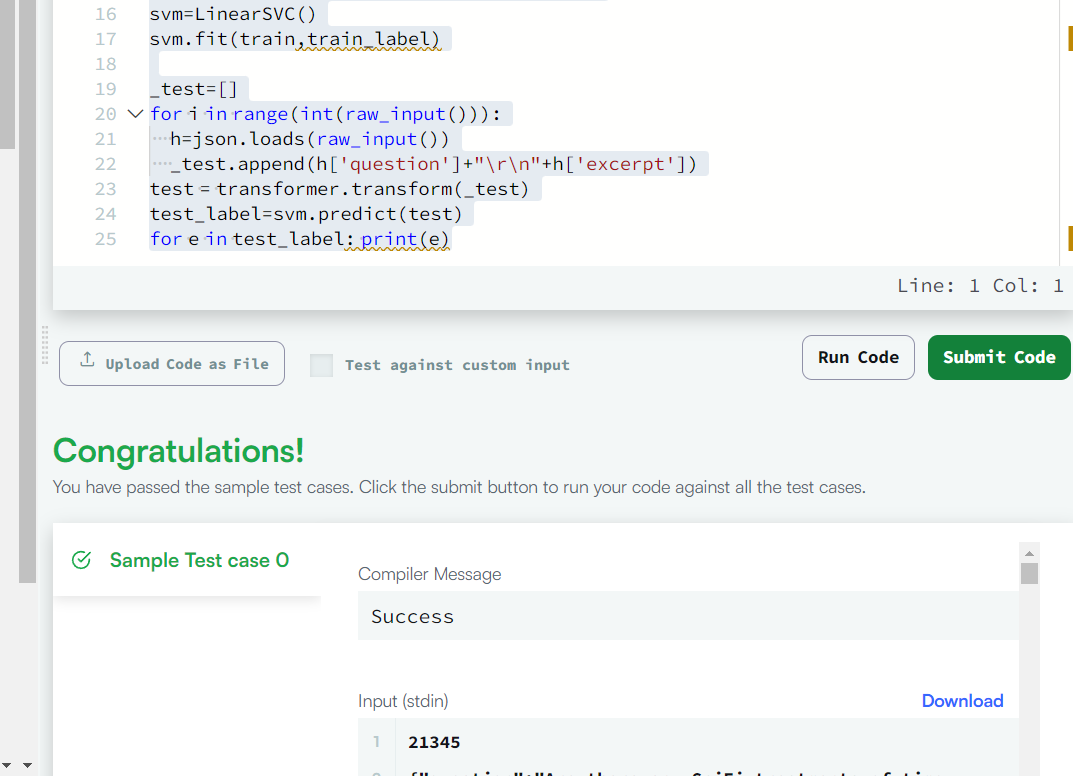 16 svm=LinearSVC()
17 svm.fit(train,train_label)
18
19 _test=[]
20 for i in range(int(raw_input())):
21 h=json.loads(raw_input())
22 _test.append(h['question']+"\r\n"+h['excerpt'])
23 test = transformer.transform(_test)
24 test_label=svm.predict(test)
25 for e in test_label: print(e)
Line: 1 Col: 1
Upload Code as File
Test against custom input
Run Code
Submit Code
Congratulations!
You have passed the sample test cases. Click the submit button to run your code against all the test cases.
Sample Test case 0
Compiler Message
Success
Input (stdin)
Download
1 21345